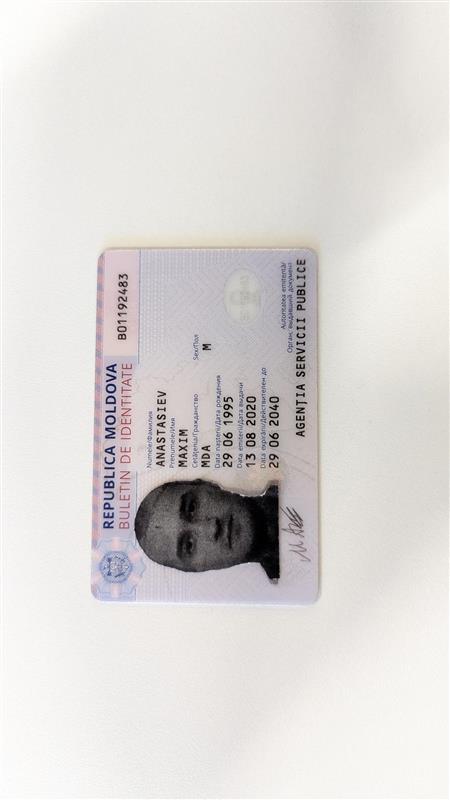 REPUBLICA MOLDOVA
BULETIN DE IDENTITATE
B01192483
Numele/Фамилия
ANASTASIEV
Prenumele/Имя
MAXIM
Cetățenia/Гражданство
Sex/Пол
MDA
M
Data nașterii/Дата рождения
29 06 1995
Data emiterii/Дата выдачи
08 2020
Data expirării/Действителен до
29 06 2040
Autoritatea emitentă/
Орган, выдавший документ
AGENȚIA SERVICII PUBLICE